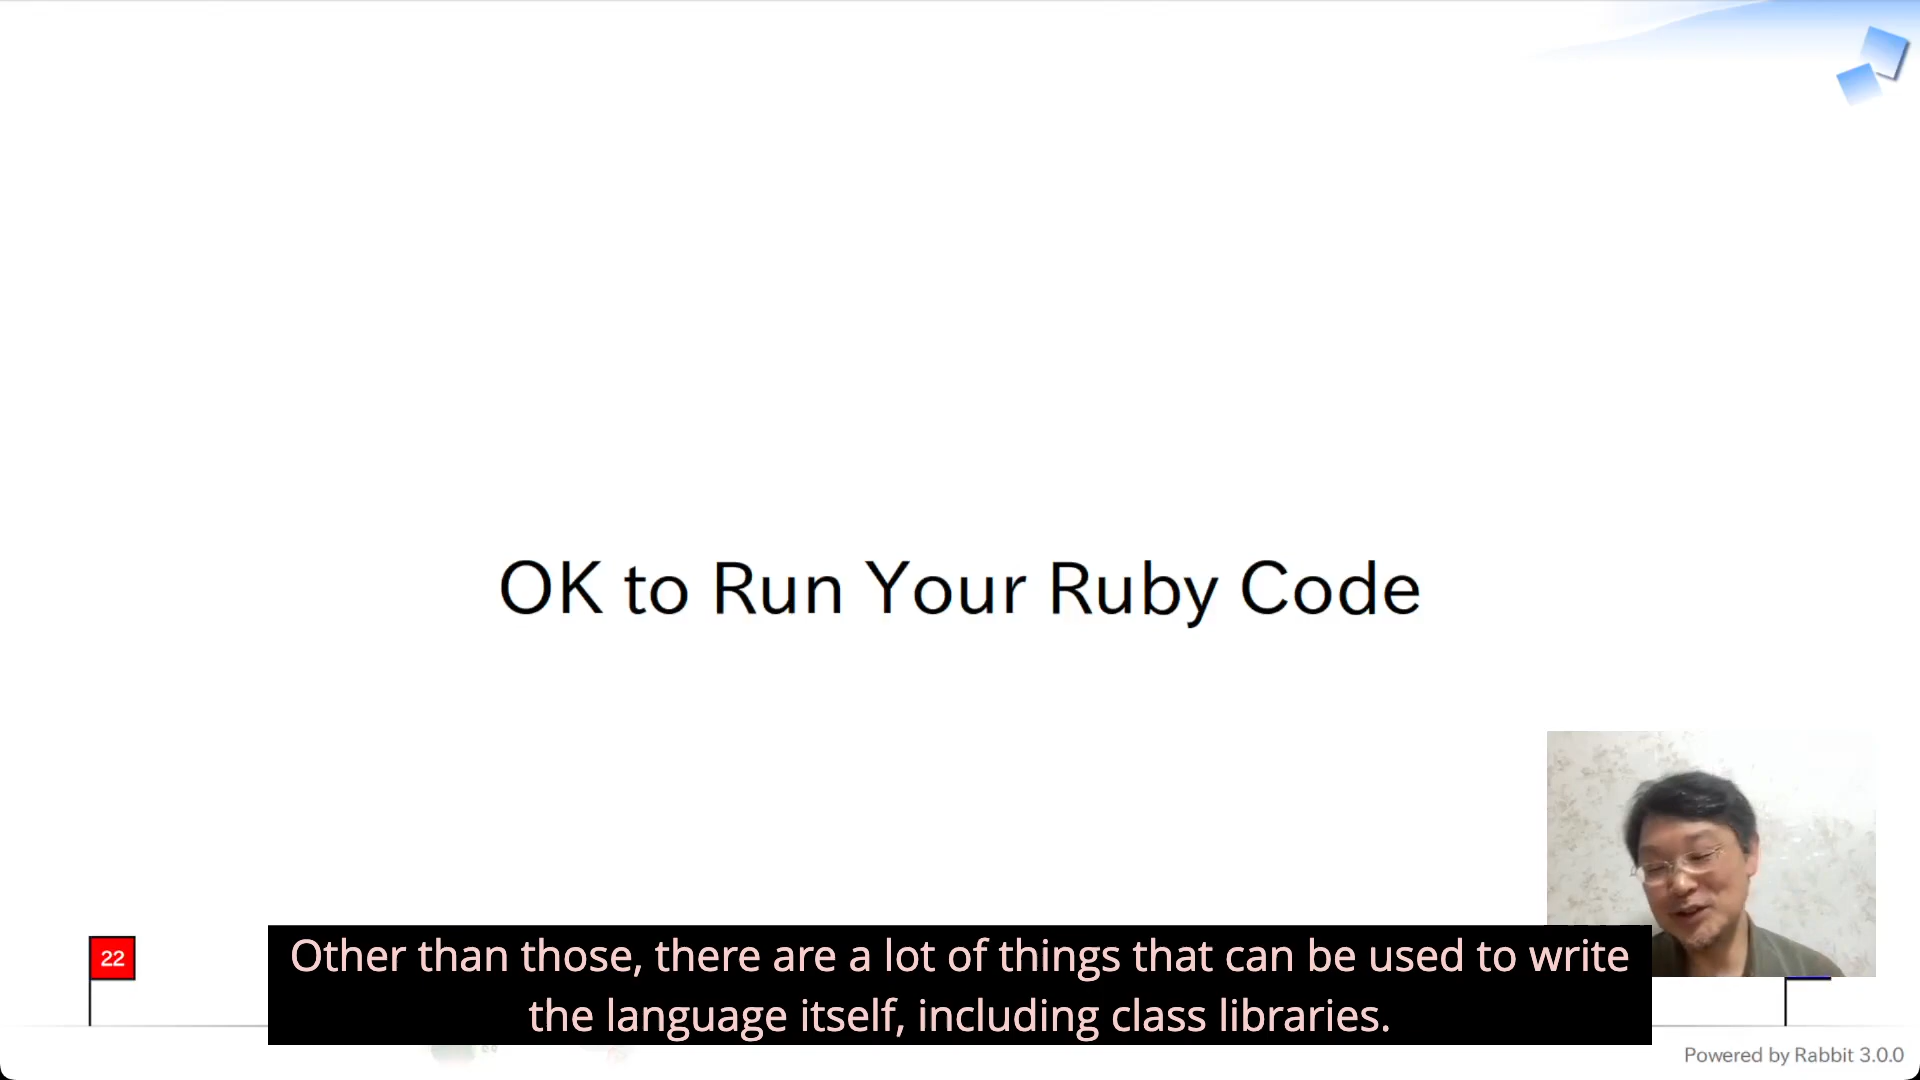 OK to Run Your Ruby Code
22
Other than those, there are a lot of things that can be used to write
the language itself, including class libraries.
Powered by Rabbit 3.0.0